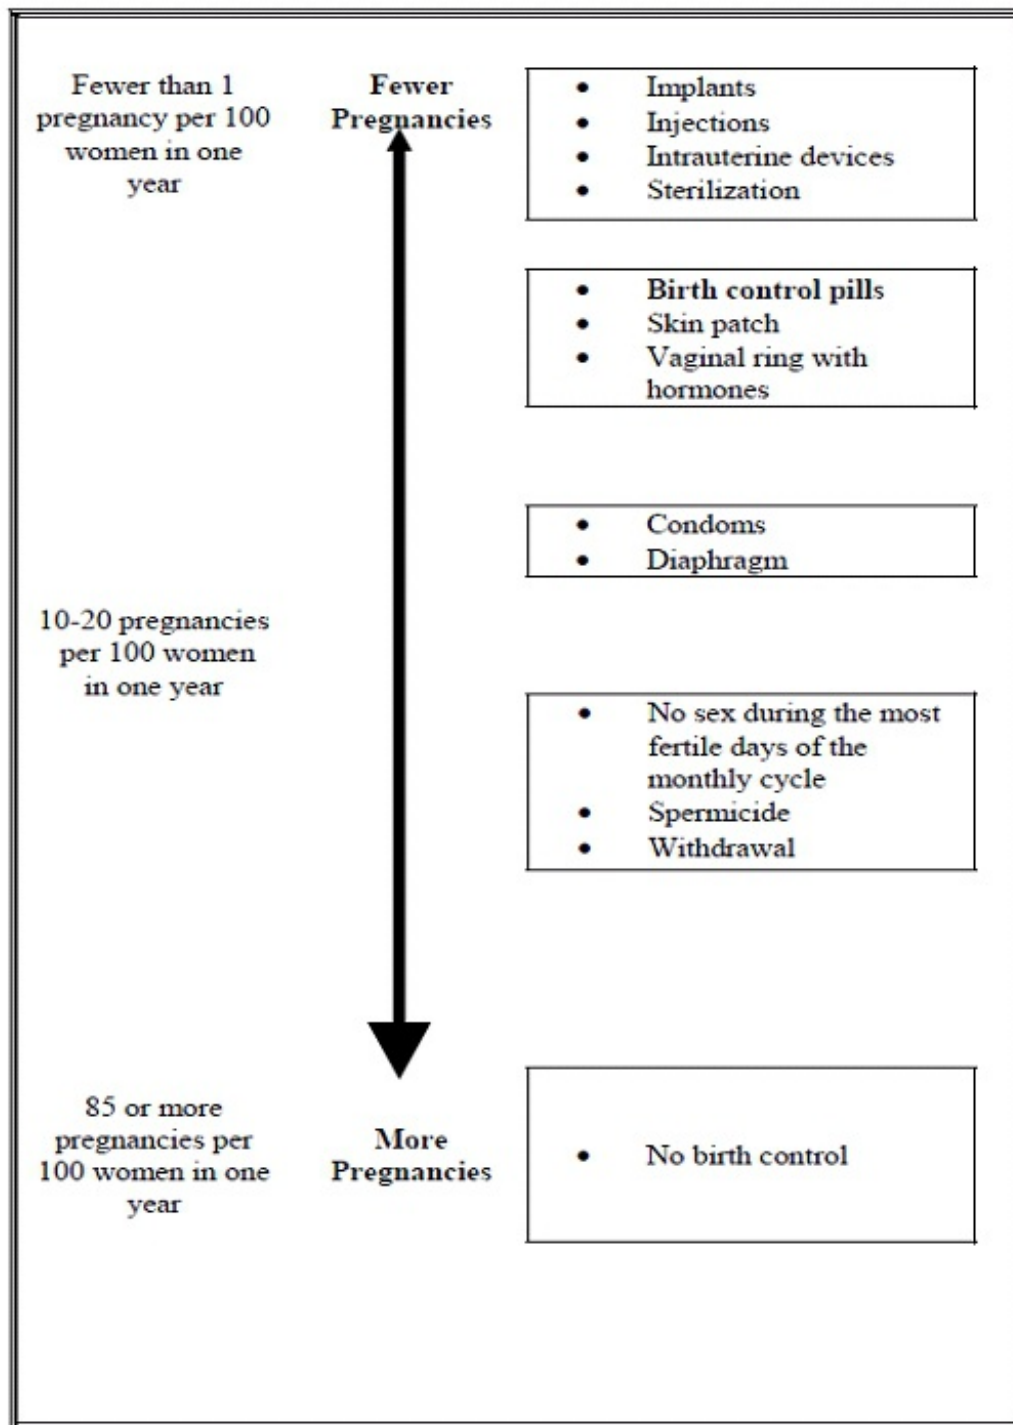 Fewer than 1
pregnancy per 100
women in one
year
Fewer
Pregnancies
• Implants
• Injections
• Intrauterine devices
• Sterilization
• Birth control pills
• Skin patch
• Vaginal ring with
hormones
• Condoms
• Diaphragm
10-20 pregnancies
per 100 women
in one year
• No sex during the most
fertile days of the
monthly cycle
• Spermicide
• Withdrawal
85 or more
pregnancies per
100 women in one
year
More
Pregnancies
• No birth control